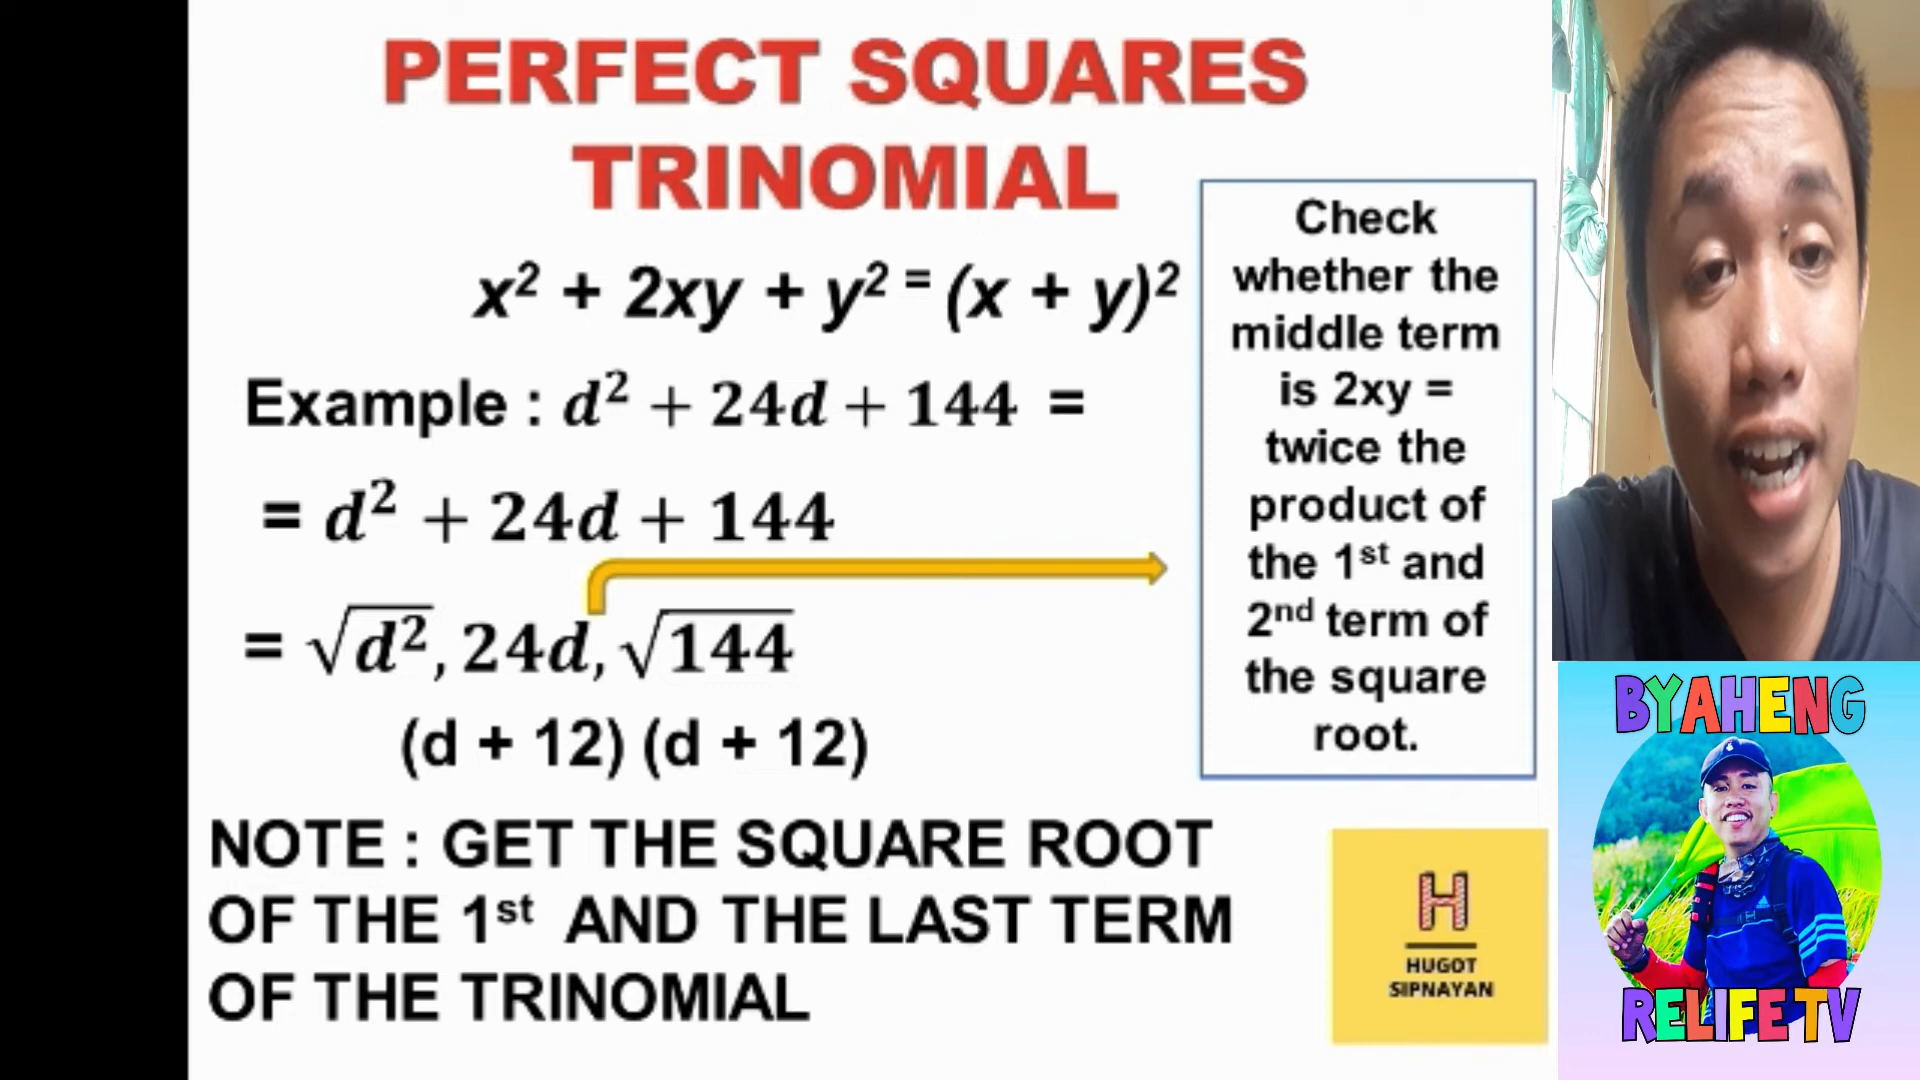 PERFECT SQUARES
TRINOMIAL
x² + 2xy + y² = (x + y)²
Example : d² + 24d + 144 =
= d² + 24d + 144
= √d², 24d, √144
(d + 12) (d + 12)
NOTE : GET THE SQUARE ROOT
OF THE 1st AND THE LAST TERM
OF THE TRINOMIAL
Check
whether the
middle term
is 2xy =
twice the
product of
the 1st and
2nd term of
the square
root.
H
HUGOT
SIPNAYAN
BYAHENG
RELIFE TV